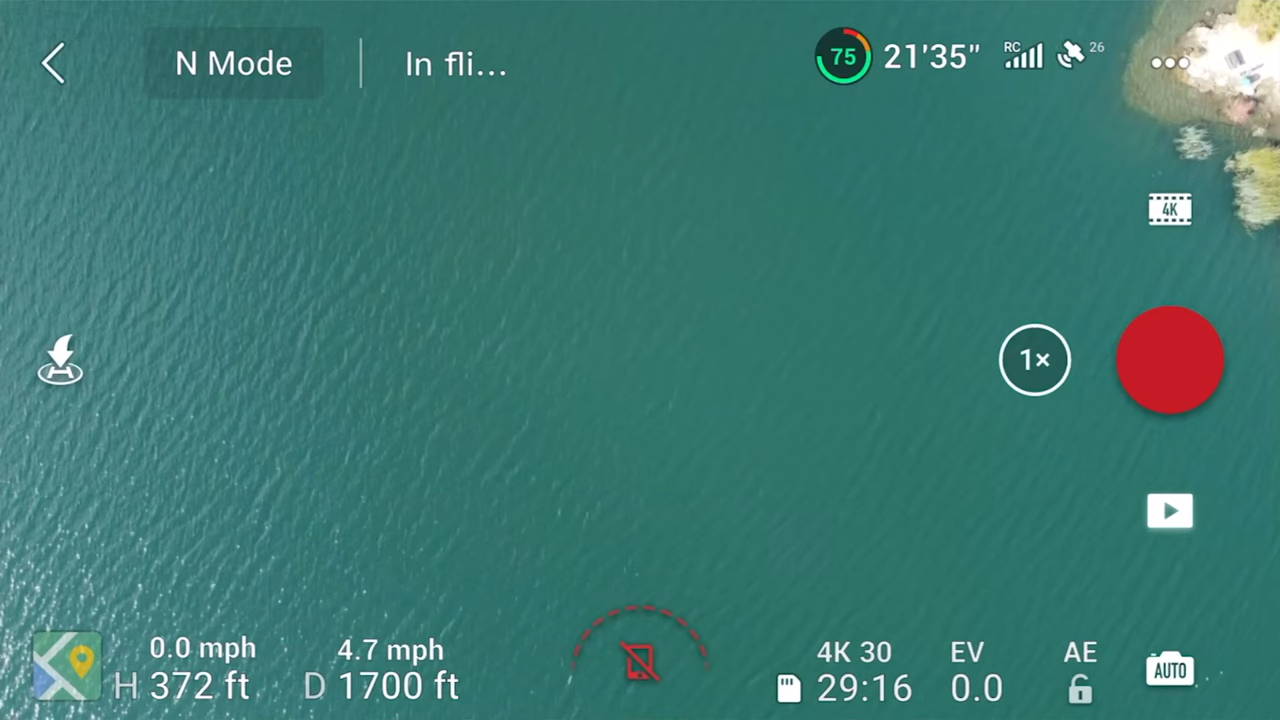 N Mode
In fli...
75
21'35"
RC
26
4K
1×
0.0 mph
4.7 mph
H 372 ft
D 1700 ft
4K 30
29:16
EV
0.0
AE
AUTO